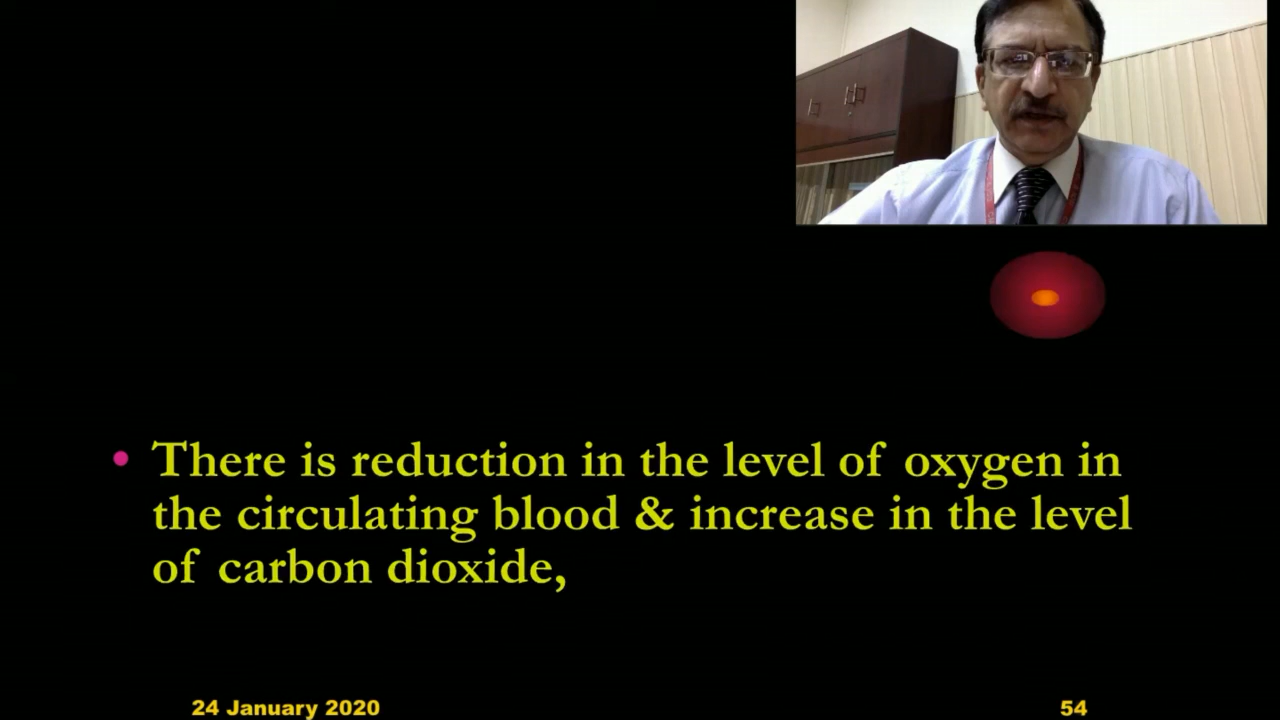 • There is reduction in the level of oxygen in
the circulating blood & increase in the level
of carbon dioxide,
24 January 2020
54